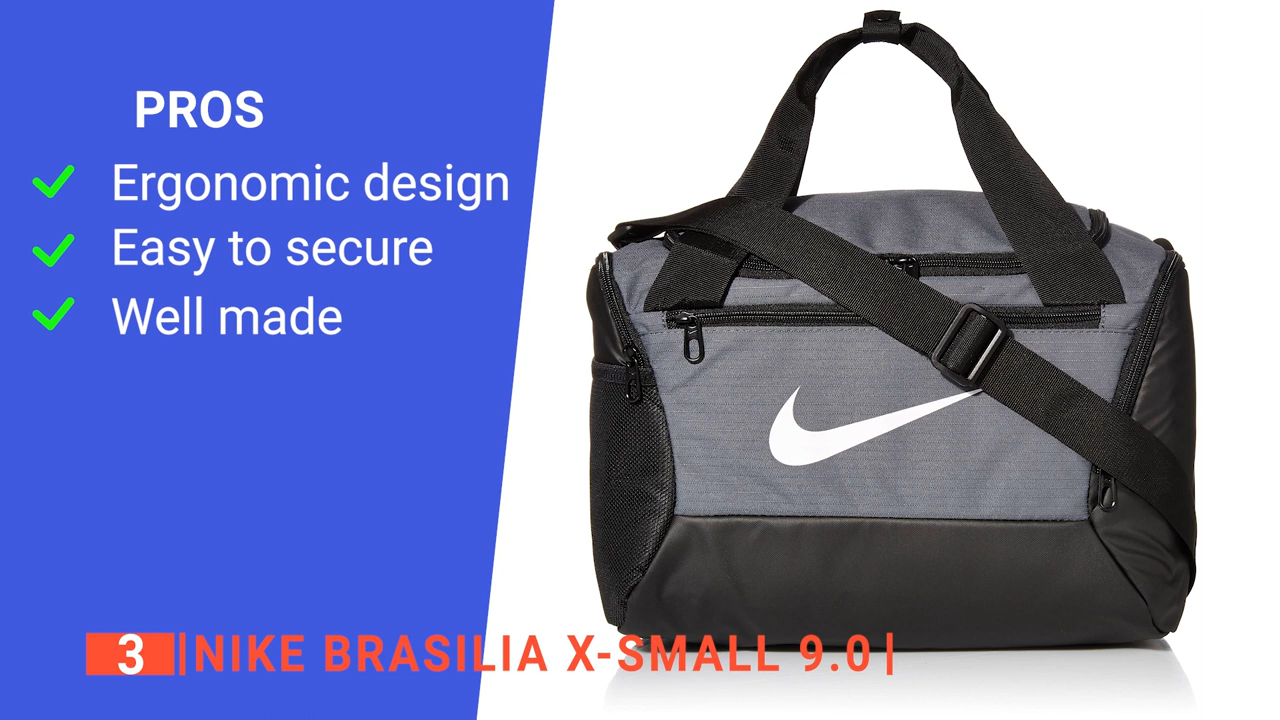 PROS
Ergonomic design
Easy to secure
Well made
3 |NIKE BRASILIA X-SMALL 9.0|